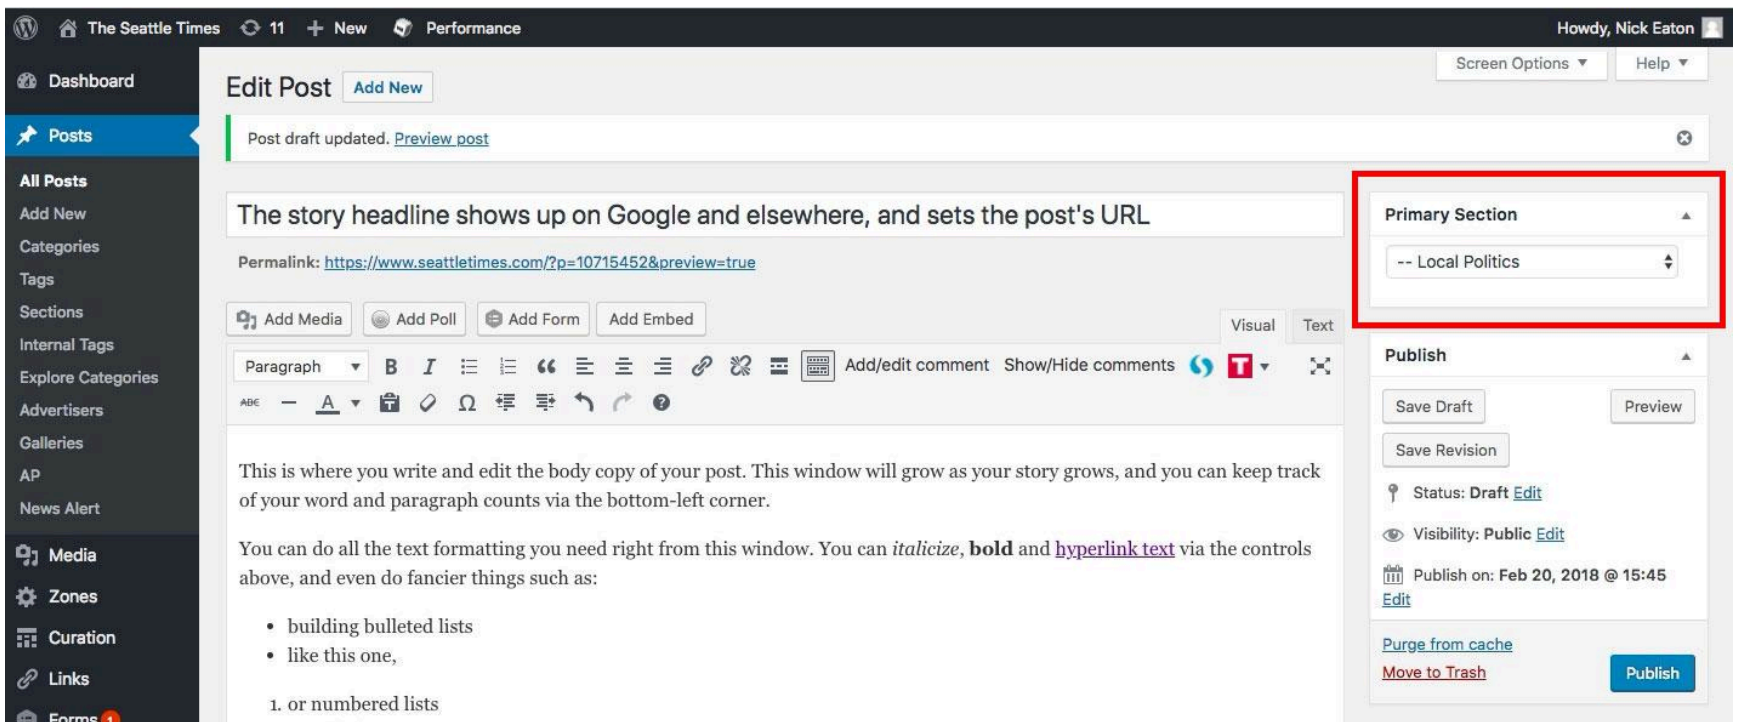 The Seattle Times 11 New Performance Howdy, Nick Eaton
Dashboard
Posts
All Posts
Add New
Categories
Tags
Sections
Internal Tags
Explore Categories
Advertisers
Galleries
AP
News Alert
Media
Zones
Curation
Links
Forms 1
Screen Options Help
Edit Post Add New
Post draft updated. Preview post
The story headline shows up on Google and elsewhere, and sets the post's URL
Permalink: https://www.seattletimes.com/?p=10715452&preview=true
Add Media Add Poll Add Form Add Embed Visual Text
Paragraph B I Add/edit comment Show/Hide comments T
ABC A T Ω
This is where you write and edit the body copy of your post. This window will grow as your story grows, and you can keep track
of your word and paragraph counts via the bottom-left corner.
You can do all the text formatting you need right from this window. You can italicize, bold and hyperlink text via the controls
above, and even do fancier things such as:
• building bulleted lists
• like this one,
1. or numbered lists
Primary Section
-- Local Politics
Publish
Save Draft Preview
Save Revision
Status: Draft Edit
Visibility: Public Edit
Publish on: Feb 20, 2018 @ 15:45
Edit
Purge from cache
Move to Trash Publish